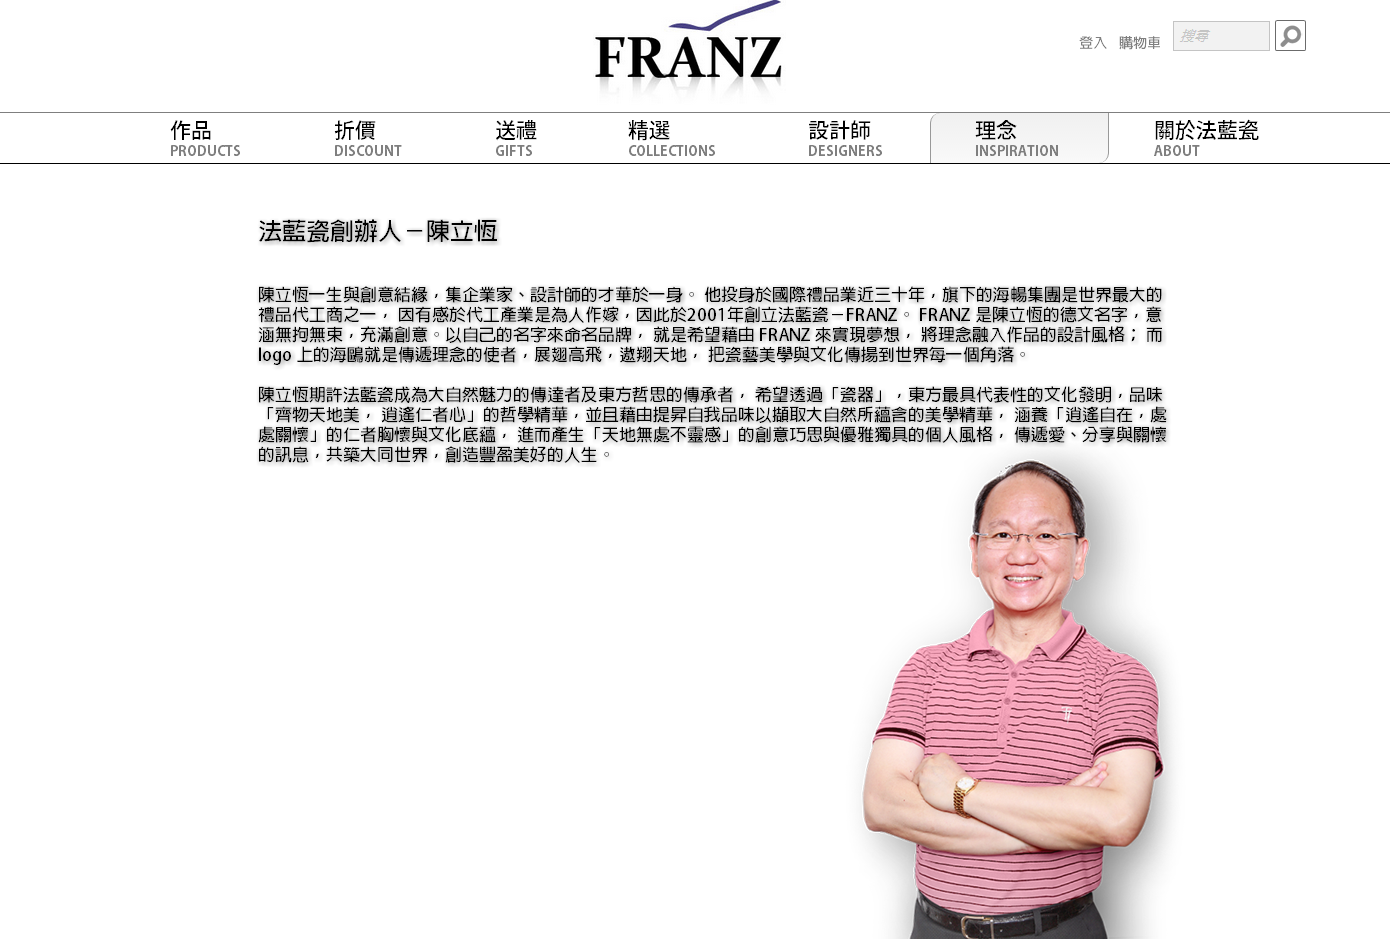 FRANZ
登入 購物車 搜尋
作品 折價 送禮 精選 設計師 理念 關於法藍瓷
PRODUCTS DISCOUNT GIFTS COLLECTIONS DESIGNERS INSPIRATION ABOUT
法藍瓷創辦人－陳立恆
陳立恆一生與創意結緣，集企業家、設計師的才華於一身。 他投身於國際禮品業近三十年，旗下的海暢集團是世界最大的
禮品代工商之一， 因有感於代工產業是為人作嫁，因此於2001年創立法藍瓷－FRANZ。 FRANZ 是陳立恆的德文名字，意
涵無拘無束，充滿創意。以自己的名字來命名品牌， 就是希望藉由 FRANZ 來實現夢想， 將理念融入作品的設計風格； 而
logo 上的海鷗就是傳遞理念的使者，展翅高飛，遨翔天地， 把瓷藝美學與文化傳揚到世界每一個角落。
陳立恆期許法藍瓷成為大自然魅力的傳達者及東方哲思的傳承者， 希望透過「瓷器」，東方最具代表性的文化發明，品味
「齊物天地美， 逍遙仁者心」的哲學精華，並且藉由提昇自我品味以擷取大自然所蘊含的美學精華， 涵養「逍遙自在，處
處關懷」的仁者胸懷與文化底蘊， 進而產生「天地無處不靈感」的創意巧思與優雅獨具的個人風格， 傳遞愛、分享與關懷
的訊息，共築大同世界，創造豐盈美好的人生。